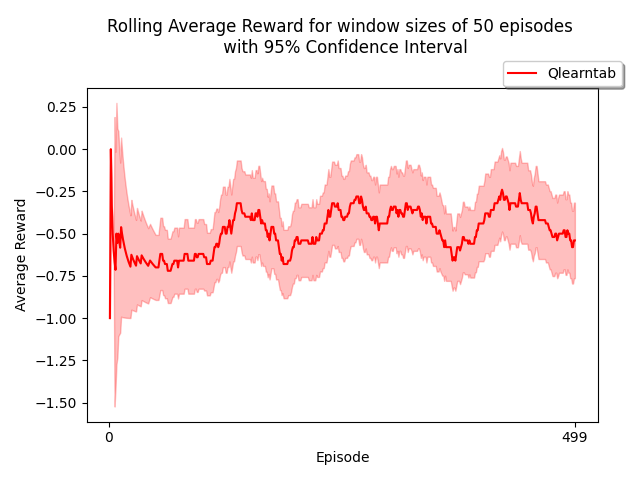 Rolling Average Reward for window sizes of 50 episodes
with 95% Confidence Interval
Qlearntab
0.25
0.00
−0.25
−0.50
−0.75
−1.00
−1.25
−1.50
Average Reward
0
499
Episode